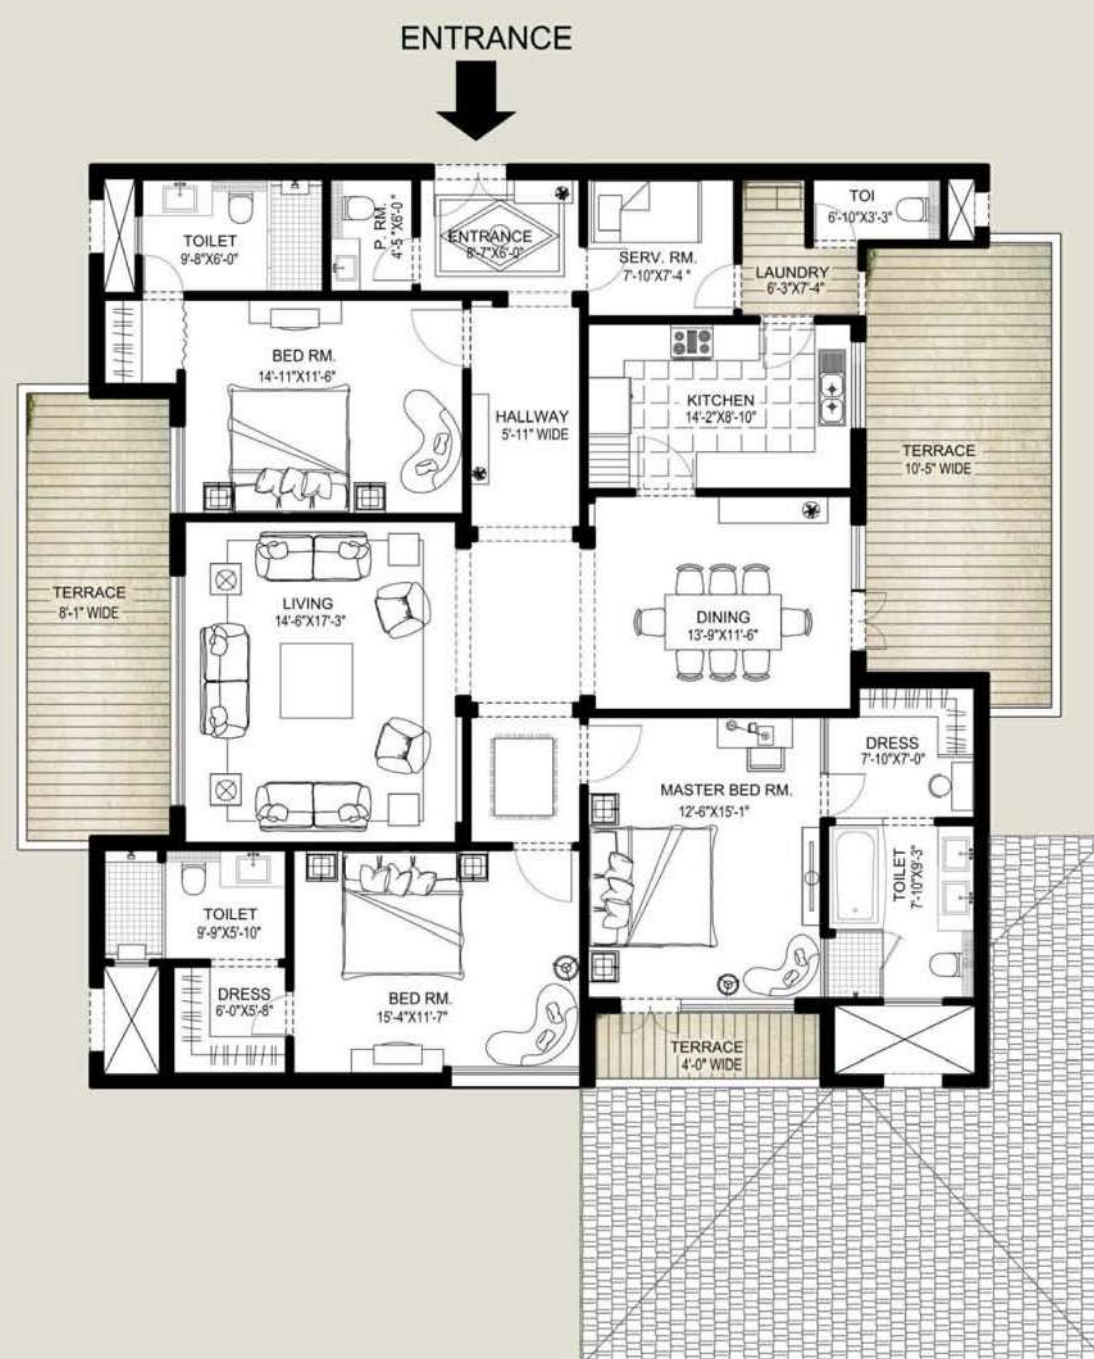 ENTRANCE
TOILET
9'-8"X6'-0"
P. RM.
4'-5 "X6'-0 "
ENTRANCE
8'-7"X6'-0"
SERV. RM.
7'-10"X7'-4 "
LAUNDRY
6'-3"X7'-4"
TOI
6'-10"X3'-3"
BED RM.
14'-11"X11'-6"
HALLWAY
5'-11" WIDE
KITCHEN
14'-2"X8'-10"
TERRACE
10'-5" WIDE
TERRACE
8'-1" WIDE
LIVING
14'-6"X17'-3"
DINING
13'-9"X11'-6"
DRESS
7'-10"X7'-0"
MASTER BED RM.
12'-6"X15'-1"
TOILET
7'-10"X9'-3"
TOILET
9'-9"X5'-10"
DRESS
6'-0"X5'-8"
BED RM.
15'-4"X11'-7"
TERRACE
4'-0" WIDE